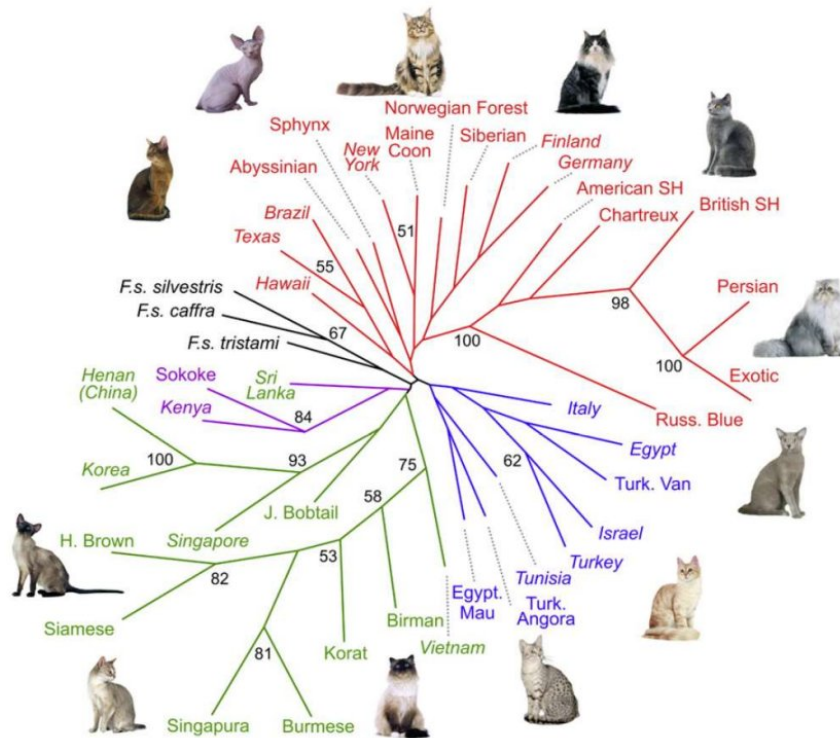 Norwegian Forest
Sphynx
Maine
Coon
Siberian
New
York
Finland
Germany
Abyssinian
American SH
British SH
Chartreux
Brazil
Texas
51
55
Hawaii
F.s. silvestris
F.s. caffra
67
F.s. tristami
98
Persian
100
100
Exotic
Henan
(China)
Sokoke
Sri
Lanka
Kenya
84
Italy
Russ. Blue
Egypt
100
93
75
62
Turk. Van
Korea
58
J. Bobtail
Israel
Singapore
H. Brown
53
Turkey
82
Tunisia
Egypt.
Mau
Turk.
Angora
Siamese
Birman
Vietnam
Korat
81
Singapura
Burmese